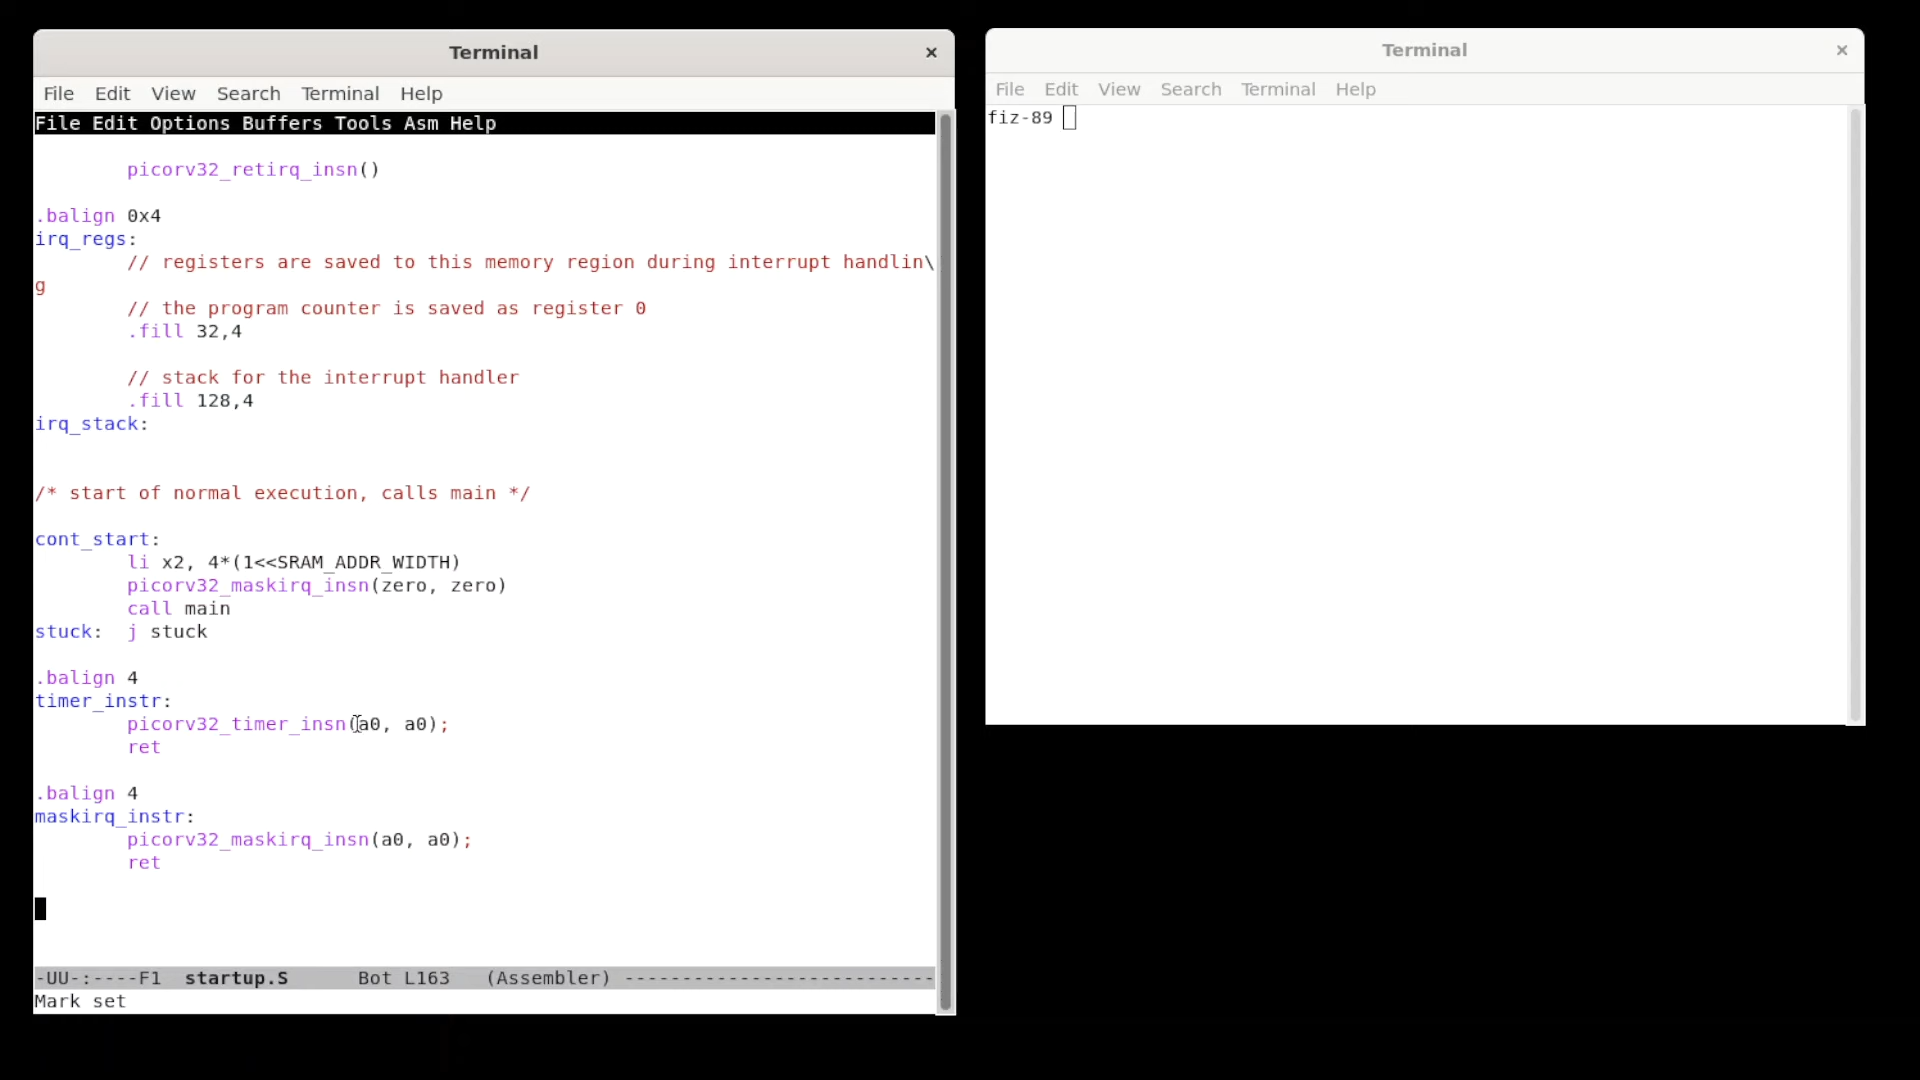 Terminal ×
File Edit View Search Terminal Help
File Edit Options Buffers Tools Asm Help
picorv32_retirq_insn()
.balign 0x4
irq_regs:
// registers are saved to this memory region during interrupt handlin\
g
// the program counter is saved as register 0
.fill 32,4
// stack for the interrupt handler
.fill 128,4
irq_stack:
/* start of normal execution, calls main */
cont_start:
li x2, 4*(1<<SRAM_ADDR_WIDTH)
picorv32_maskirq_insn(zero, zero)
call main
stuck: j stuck
.balign 4
timer_instr:
picorv32_timer_insn(a0, a0);
ret
.balign 4
maskirq_instr:
picorv32_maskirq_insn(a0, a0);
ret
-UU-:----F1 startup.S Bot L163 (Assembler) ---------------------------
Mark set
Terminal ×
File Edit View Search Terminal Help
fiz-89